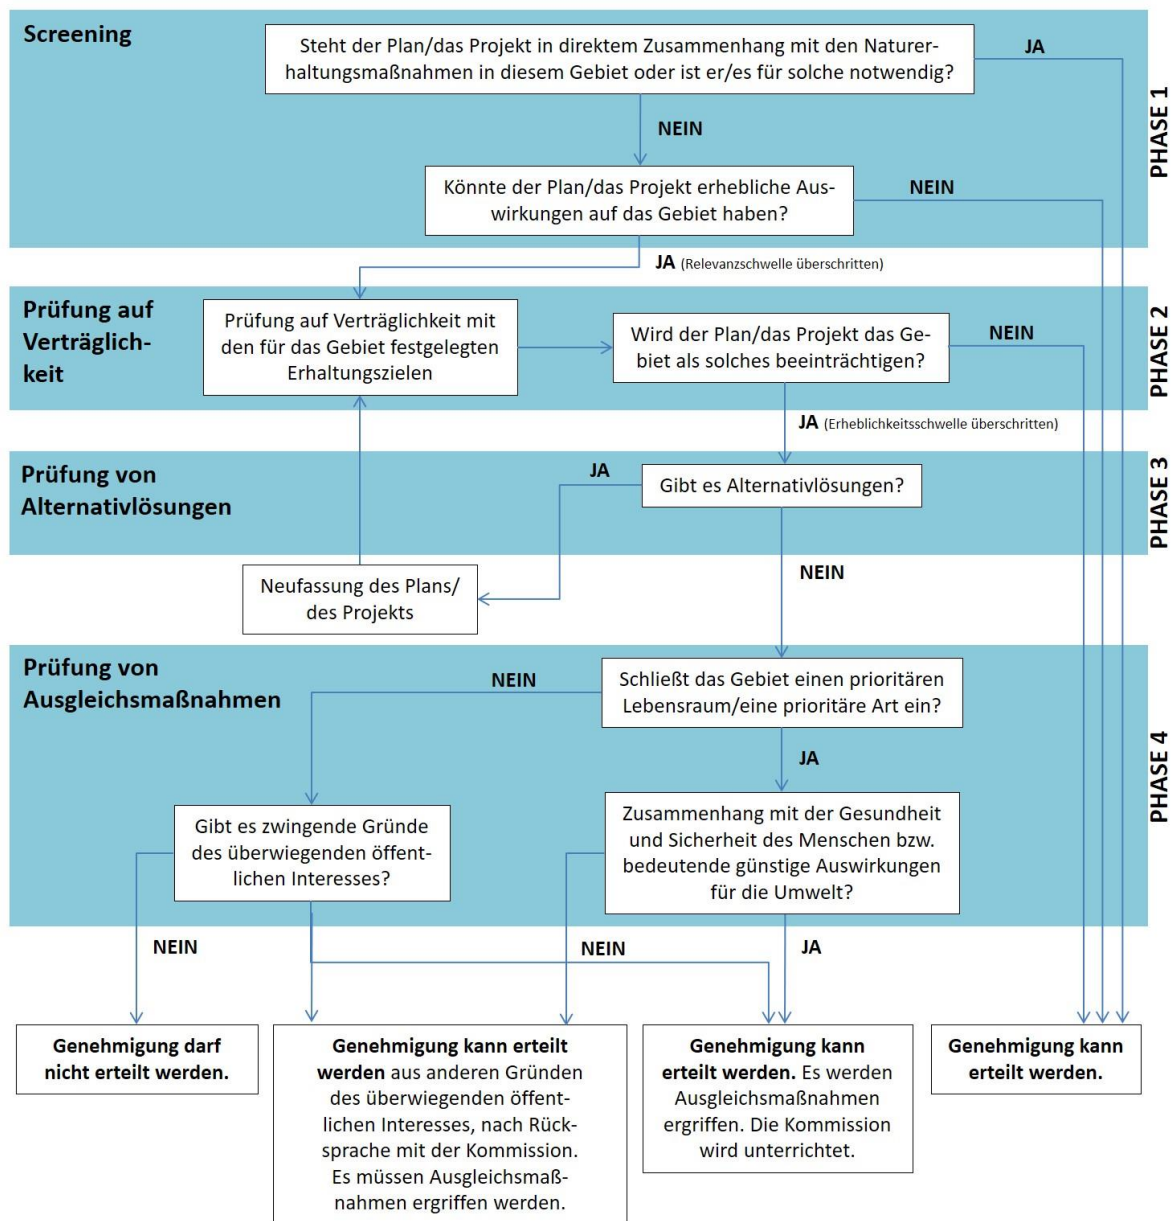 Screening
Steht der Plan/das Projekt in direktem Zusammenhang mit den Naturer-
haltungsmaßnahmen in diesem Gebiet oder ist er/es für solche notwendig?
JA
NEIN
Könnte der Plan/das Projekt erhebliche Aus-
wirkungen auf das Gebiet haben?
NEIN
PHASE 1
JA (Relevanzschwelle überschritten)
Prüfung auf
Verträglich-
keit
Prüfung auf Verträglichkeit mit
den für das Gebiet festgelegten
Erhaltungszielen
Wird der Plan/das Projekt das Ge-
biet als solches beeinträchtigen?
NEIN
PHASE 2
JA (Erheblichkeitsschwelle überschritten)
Prüfung von
Alternativlösungen
JA
Gibt es Alternativlösungen?
PHASE 3
NEIN
Neufassung des Plans/
des Projekts
Prüfung von
Ausgleichsmaßnahmen
NEIN
Schließt das Gebiet einen prioritären
Lebensraum/eine prioritäre Art ein?
JA
PHASE 4
Gibt es zwingende Gründe
des überwiegenden öffent-
lichen Interesses?
Zusammenhang mit der Gesundheit
und Sicherheit des Menschen bzw.
bedeutende günstige Auswirkungen
für die Umwelt?
NEIN
NEIN
JA
Genehmigung darf
nicht erteilt werden.
Genehmigung kann erteilt
werden aus anderen Gründen
des überwiegenden öffent-
lichen Interesses, nach Rück-
sprache mit der Kommission.
Es müssen Ausgleichsmaß-
nahmen ergriffen werden.
Genehmigung kann
erteilt werden. Es werden
Ausgleichsmaßnahmen
ergriffen. Die Kommission
wird unterrichtet.
Genehmigung kann
erteilt werden.